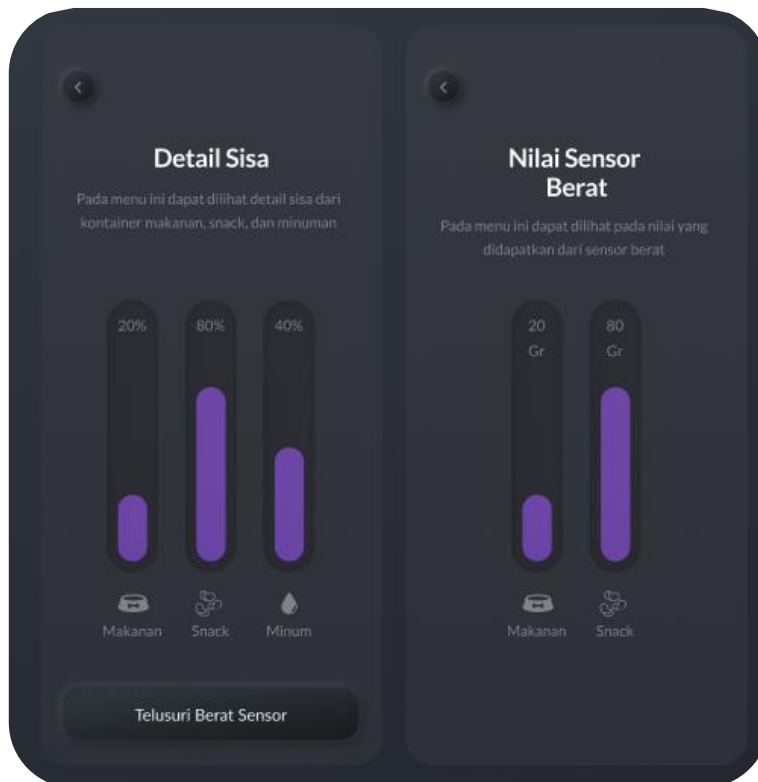 Detail Sisa
Pada menu ini dapat dilihat detail sisa dari
kontainer makanan, snack, dan minuman
20%
80%
40%
Makanan
Snack
Minum
Telusuri Berat Sensor
Nilai Sensor
Berat
Pada menu ini dapat dilihat pada nilai yang
didapatkan dari sensor berat
20
Gr
80
Gr
Makanan
Snack